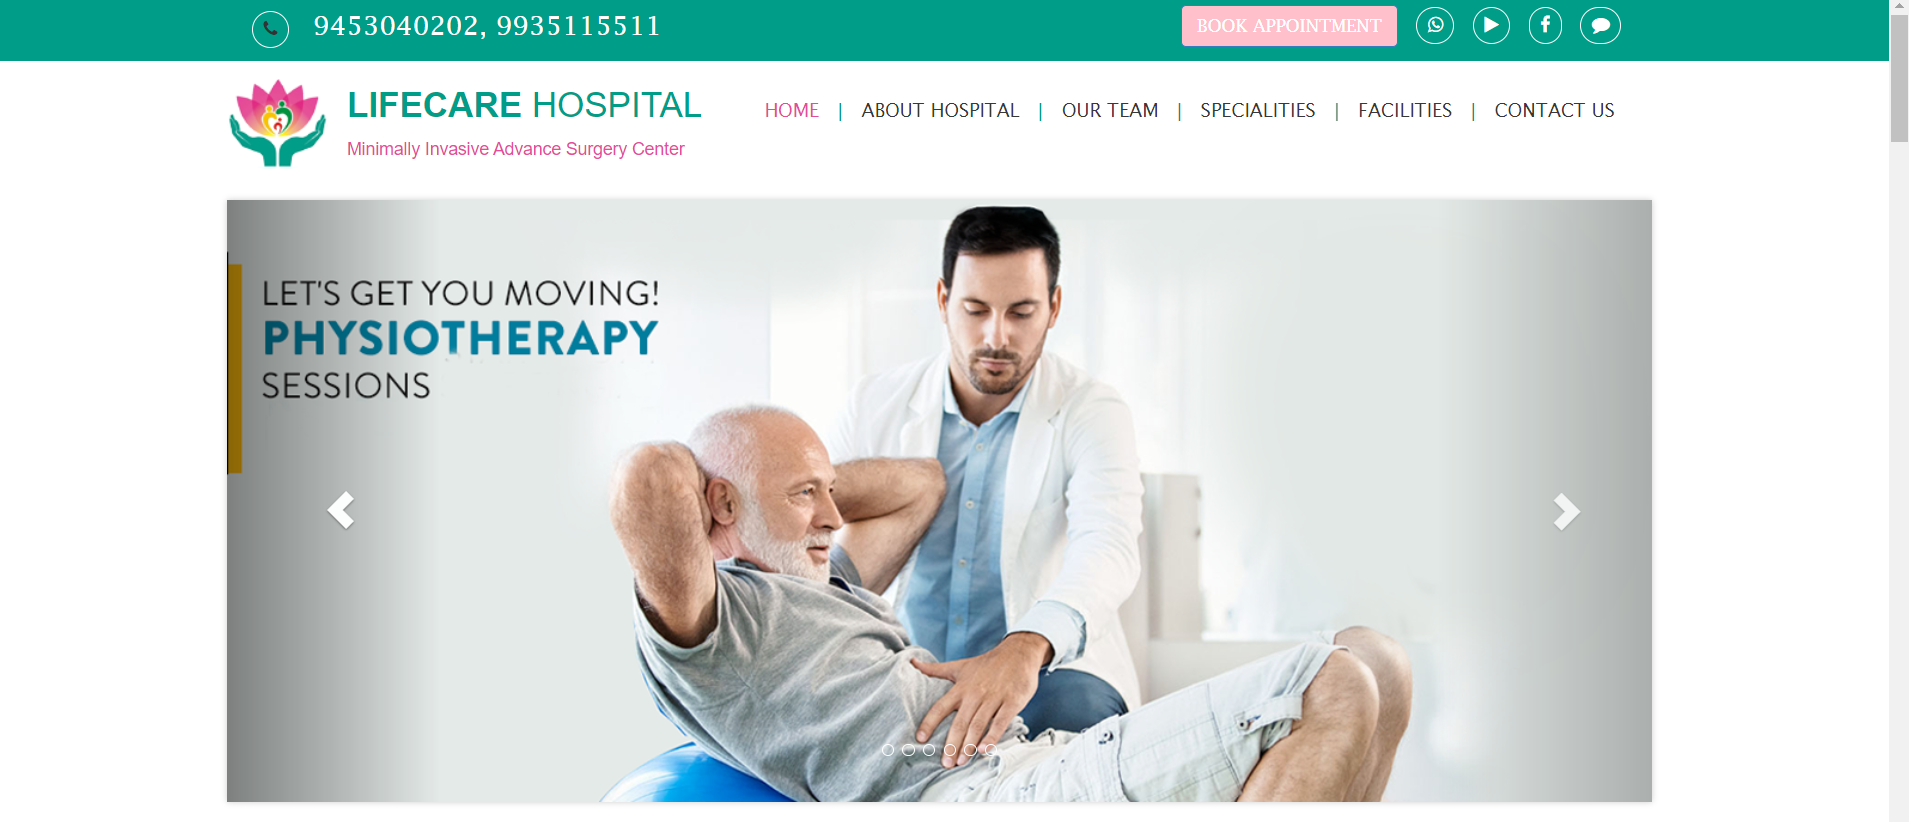 9453040202, 9935115511
BOOK APPOINTMENT
LIFECARE HOSPITAL
Minimally Invasive Advance Surgery Center
HOME | ABOUT HOSPITAL | OUR TEAM | SPECIALITIES | FACILITIES | CONTACT US
LET'S GET YOU MOVING!
PHYSIOTHERAPY
SESSIONS